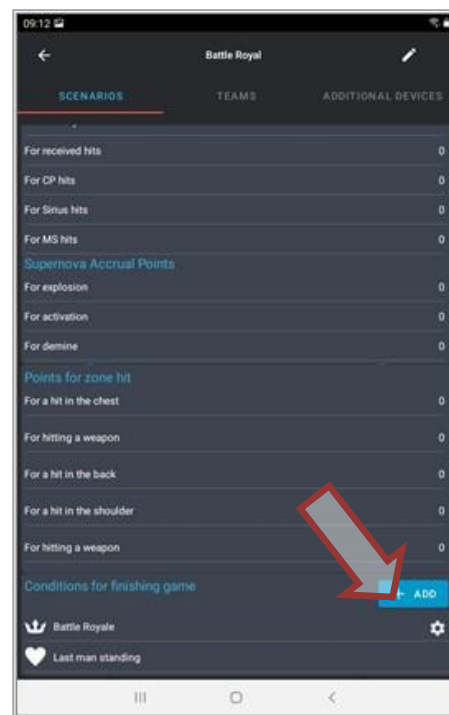 09:12
Battle Royal
SCENARIOS TEAMS ADDITIONAL DEVICES
For received hits 0
For CP hits 0
For Sirius hits 0
For MS hits 0
Supernova Accrual Points
For explosion 0
For activation 0
For demine 0
Points for zone hit
For a hit in the chest 0
For hitting a weapon 0
For a hit in the back 0
For a hit in the shoulder 0
For hitting a weapon 0
Conditions for finishing game + ADD
Battle Royale
Last man standing